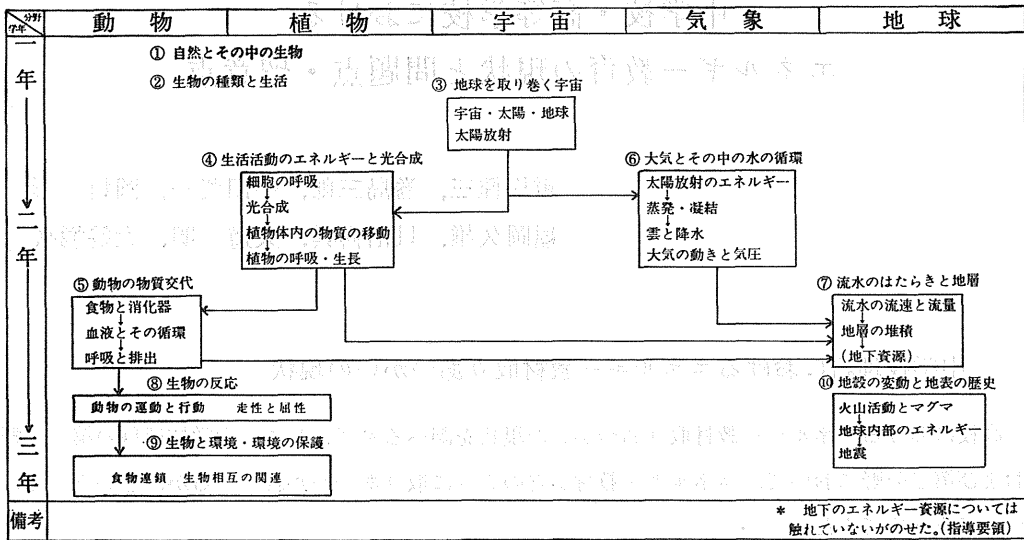 分野
学年
動物
植物
宇宙
気象
地球
一年
二年
三年
① 自然とその中の生物
② 生物の種類と生活
③ 地球を取り巻く宇宙
宇宙・太陽・地球
太陽放射
④ 生活活動のエネルギーと光合成
細胞の呼吸
光合成
植物体内の物質の移動
植物の呼吸・生長
⑥ 大気とその中の水の循環
太陽放射のエネルギー
蒸発・凝結
雲と降水
大気の動きと気圧
⑤ 動物の物質交代
食物と消化器
血液とその循環
呼吸と排出
⑦ 流水のはたらきと地層
流水の流速と流量
地層の堆積
(地下資源)
⑧ 生物の反応
動物の運動と行動 走性と屈性
⑩ 地殻の変動と地表の歴史
火山活動とマグマ
地球内部のエネルギー
地震
⑨ 生物と環境・環境の保護
食物連鎖 生物相互の関連
備考
* 地下のエネルギー資源については
触れていないがのせた。(指導要領)